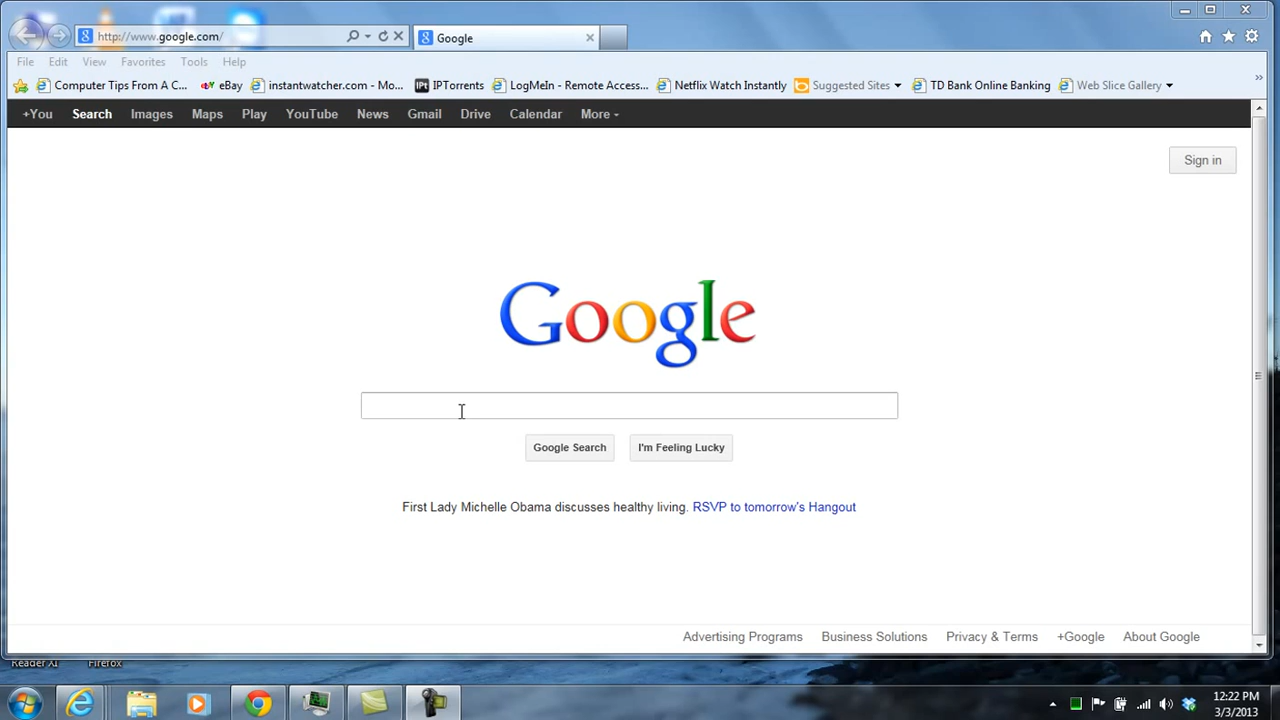 http://www.google.com/
Google
File Edit View Favorites Tools Help
Computer Tips From A C... eBay instantwatcher.com - Mo... IPT IPTorrents LogMeIn - Remote Access... Netflix Watch Instantly Suggested Sites TD Bank Online Banking Web Slice Gallery
+You Search Images Maps Play YouTube News Gmail Drive Calendar More
Sign in
Google
Google Search I'm Feeling Lucky
First Lady Michelle Obama discusses healthy living. RSVP to tomorrow's Hangout
Advertising Programs Business Solutions Privacy & Terms +Google About Google
Reader XI Firefox
12:22 PM
3/3/2013